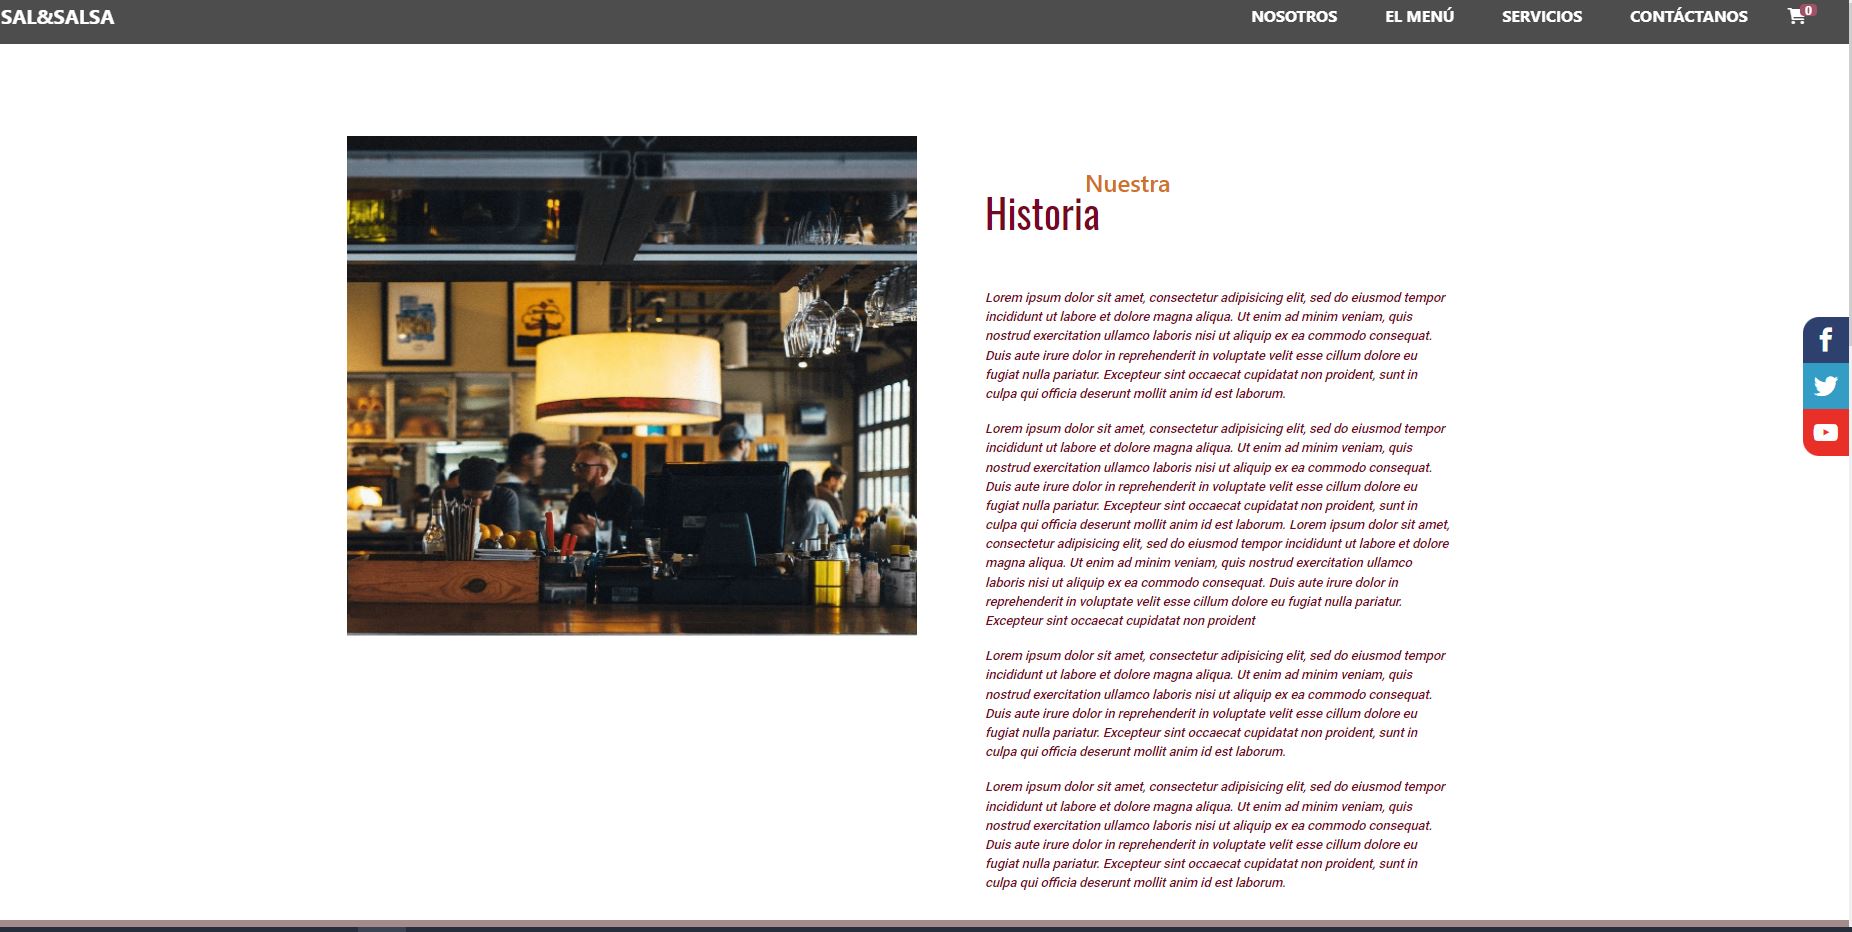 SAL&SALSA
NOSOTROS EL MENÚ SERVICIOS CONTÁCTANOS 0
Nuestra
Historia
Lorem ipsum dolor sit amet, consectetur adipisicing elit, sed do eiusmod tempor
incididunt ut labore et dolore magna aliqua. Ut enim ad minim veniam, quis
nostrud exercitation ullamco laboris nisi ut aliquip ex ea commodo consequat.
Duis aute irure dolor in reprehenderit in voluptate velit esse cillum dolore eu
fugiat nulla pariatur. Excepteur sint occaecat cupidatat non proident, sunt in
culpa qui officia deserunt mollit anim id est laborum.
Lorem ipsum dolor sit amet, consectetur adipisicing elit, sed do eiusmod tempor
incididunt ut labore et dolore magna aliqua. Ut enim ad minim veniam, quis
nostrud exercitation ullamco laboris nisi ut aliquip ex ea commodo consequat.
Duis aute irure dolor in reprehenderit in voluptate velit esse cillum dolore eu
fugiat nulla pariatur. Excepteur sint occaecat cupidatat non proident, sunt in
culpa qui officia deserunt mollit anim id est laborum. Lorem ipsum dolor sit amet,
consectetur adipisicing elit, sed do eiusmod tempor incididunt ut labore et dolore
magna aliqua. Ut enim ad minim veniam, quis nostrud exercitation ullamco
laboris nisi ut aliquip ex ea commodo consequat. Duis aute irure dolor in
reprehenderit in voluptate velit esse cillum dolore eu fugiat nulla pariatur.
Excepteur sint occaecat cupidatat non proident
Lorem ipsum dolor sit amet, consectetur adipisicing elit, sed do eiusmod tempor
incididunt ut labore et dolore magna aliqua. Ut enim ad minim veniam, quis
nostrud exercitation ullamco laboris nisi ut aliquip ex ea commodo consequat.
Duis aute irure dolor in reprehenderit in voluptate velit esse cillum dolore eu
fugiat nulla pariatur. Excepteur sint occaecat cupidatat non proident, sunt in
culpa qui officia deserunt mollit anim id est laborum.
Lorem ipsum dolor sit amet, consectetur adipisicing elit, sed do eiusmod tempor
incididunt ut labore et dolore magna aliqua. Ut enim ad minim veniam, quis
nostrud exercitation ullamco laboris nisi ut aliquip ex ea commodo consequat.
Duis aute irure dolor in reprehenderit in voluptate velit esse cillum dolore eu
fugiat nulla pariatur. Excepteur sint occaecat cupidatat non proident, sunt in
culpa qui officia deserunt mollit anim id est laborum.